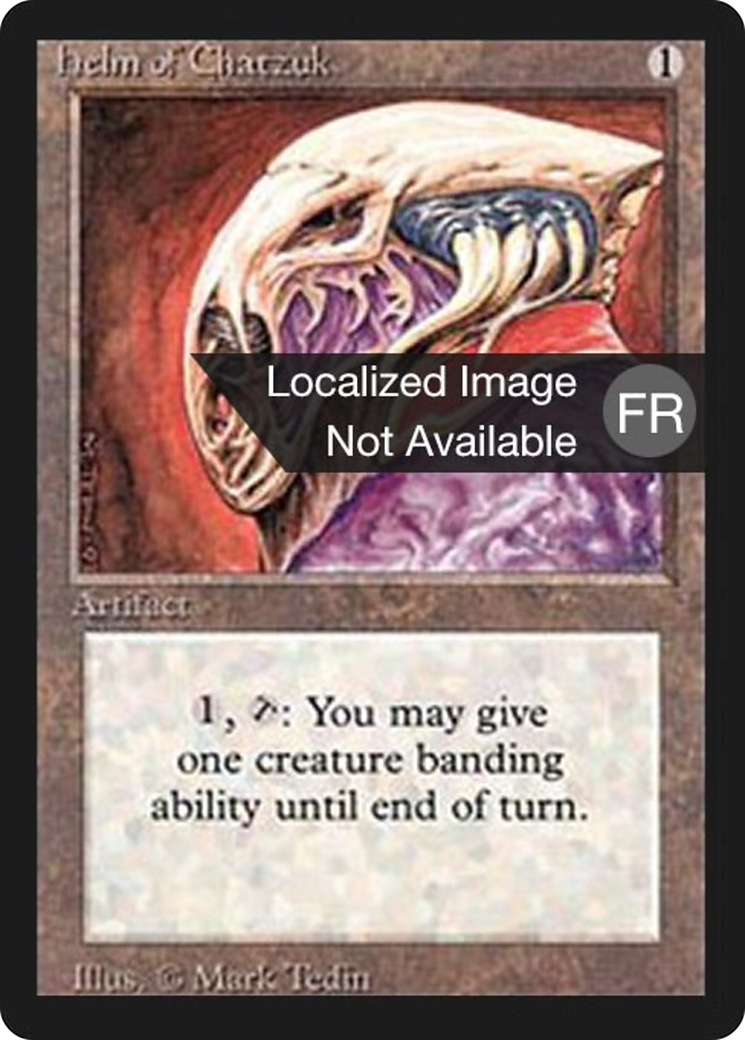 Helm of Chatzuk 1
Localized Image
Not Available
FR
Artifact
1, : You may give
one creature banding
ability until end of turn.
Illus. © Mark Tedin